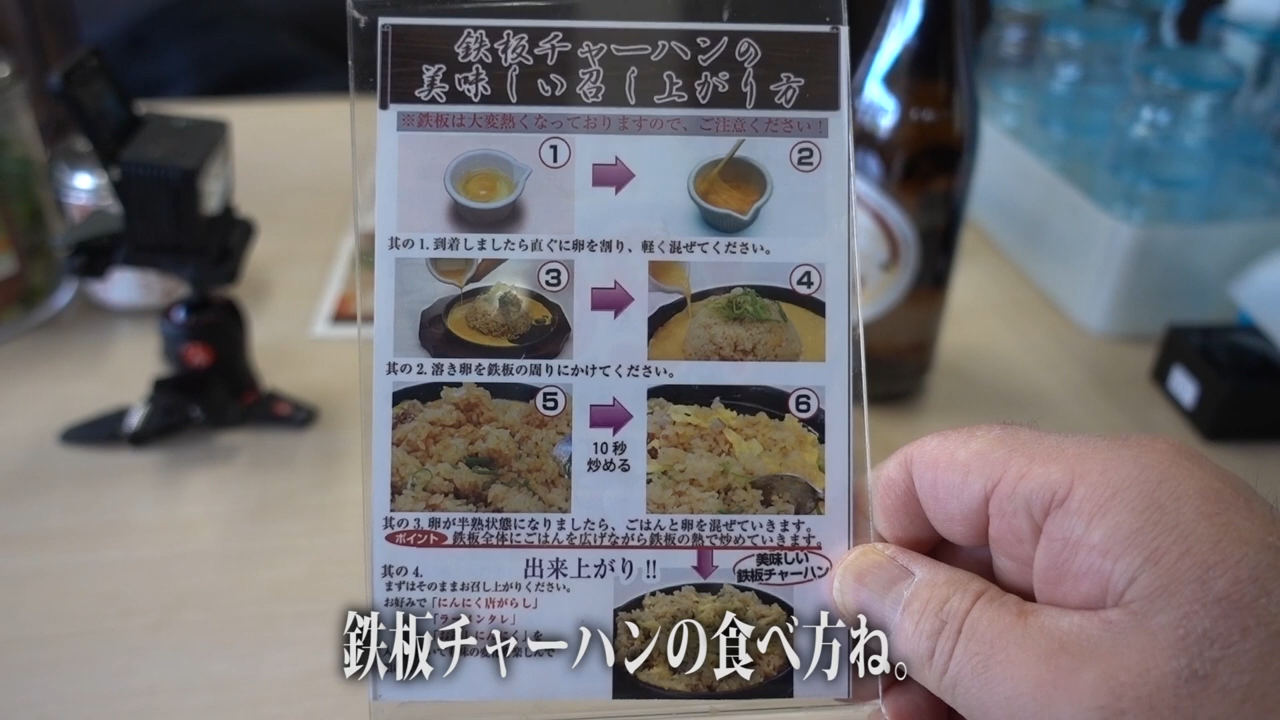 鉄板チャーハンの
美味しい召し上がり方
※鉄板は大変熱くなっておりますので、ご注意ください！
①
②
其の1. 到着しましたら直ぐに卵を割り、軽く混ぜてください。
③
④
其の2. 溶き卵を鉄板の周りにかけてください。
⑤
10秒
炒める
⑥
其の3. 卵が半熟状態になりましたら、ごはんと卵を混ぜていきます。
ポイント 鉄板全体にごはんを広げながら鉄板の熱で炒めていきます。
其の4.
出来上がり!!
美味しい
鉄板チャーハン
まずはそのままお召し上がりください。
お好みで「にんにく唐がらし」
鉄板チャーハンの食べ方ね。